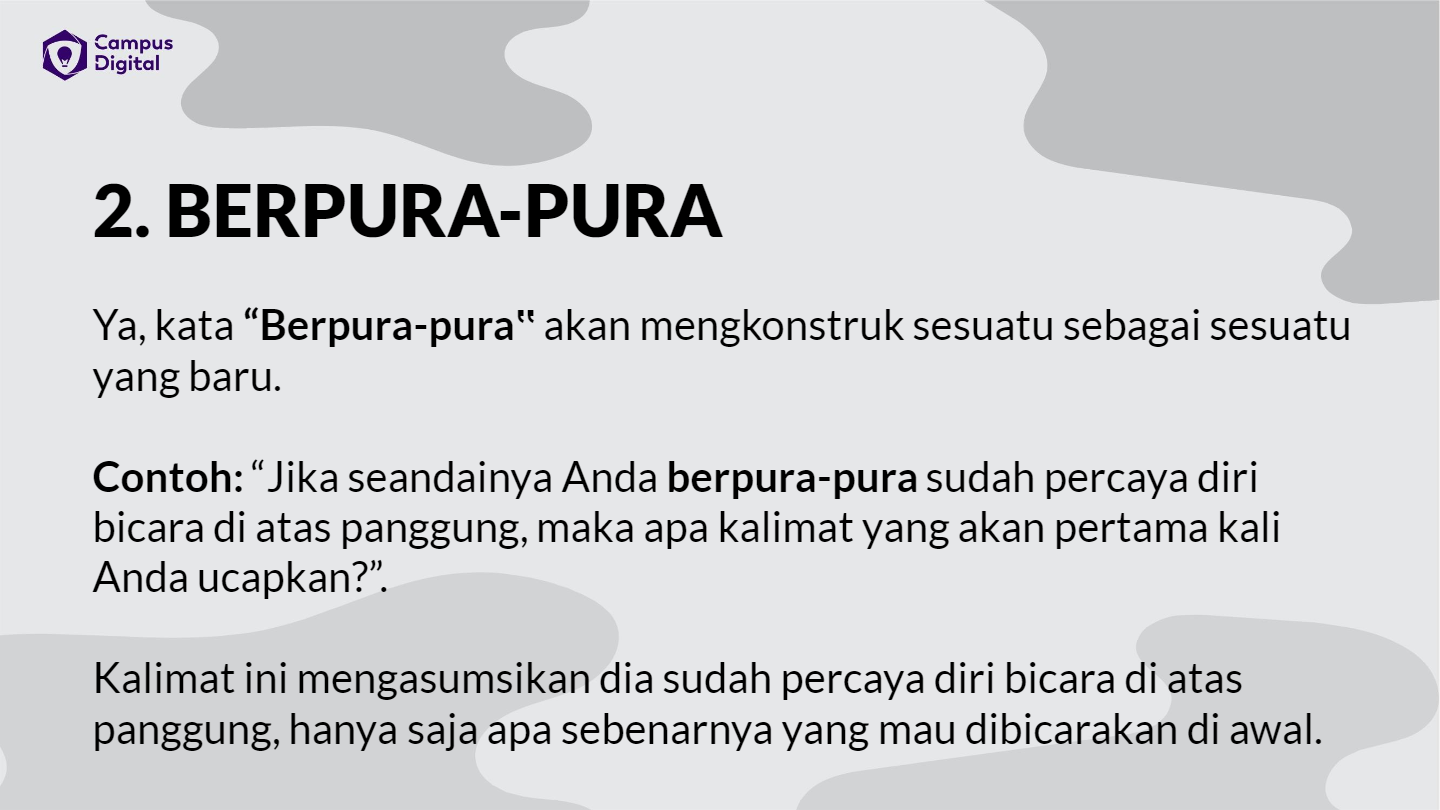 Campus
Digital
2. BERPURA-PURA
Ya, kata “Berpura-pura‟ akan mengkonstruk sesuatu sebagai sesuatu
yang baru.
Contoh: “Jika seandainya Anda berpura-pura sudah percaya diri
bicara di atas panggung, maka apa kalimat yang akan pertama kali
Anda ucapkan?”.
Kalimat ini mengasumsikan dia sudah percaya diri bicara di atas
panggung, hanya saja apa sebenarnya yang mau dibicarakan di awal.